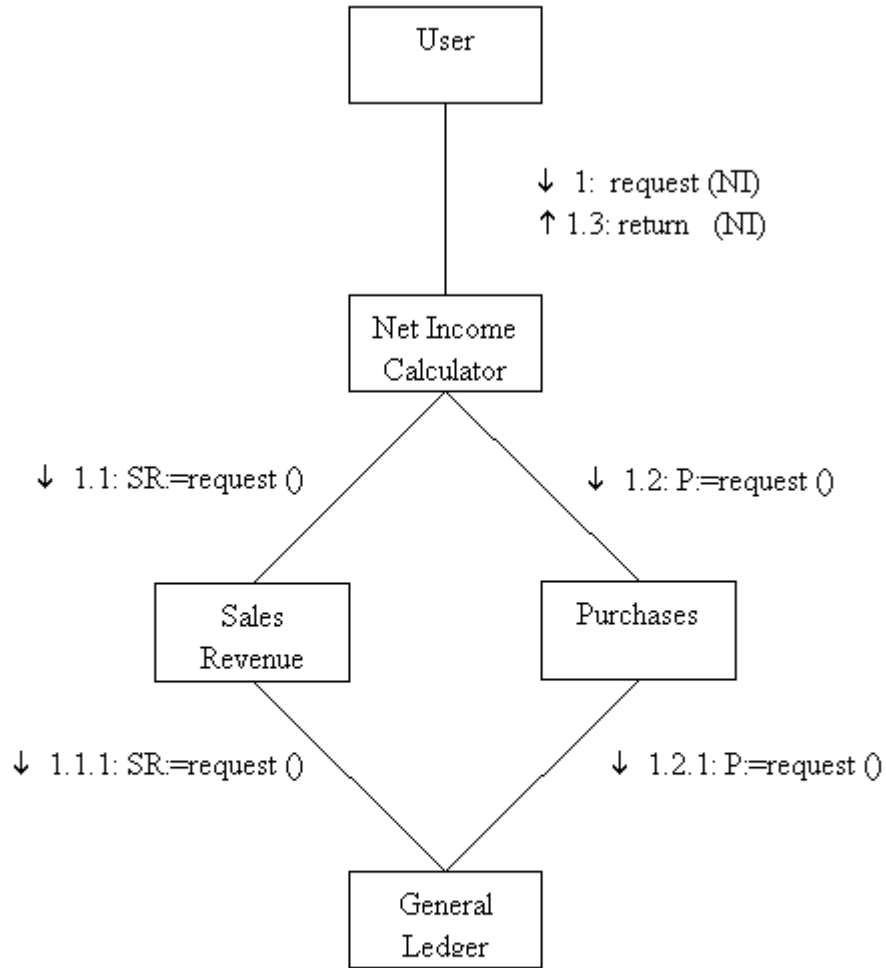 User
↓ 1: request (NI)
↑ 1.3: return (NI)
Net Income
Calculator
↓ 1.1: SR:=request ()
↓ 1.2: P:=request ()
Sales
Revenue
Purchases
↓ 1.1.1: SR:=request ()
↓ 1.2.1: P:=request ()
General
Ledger